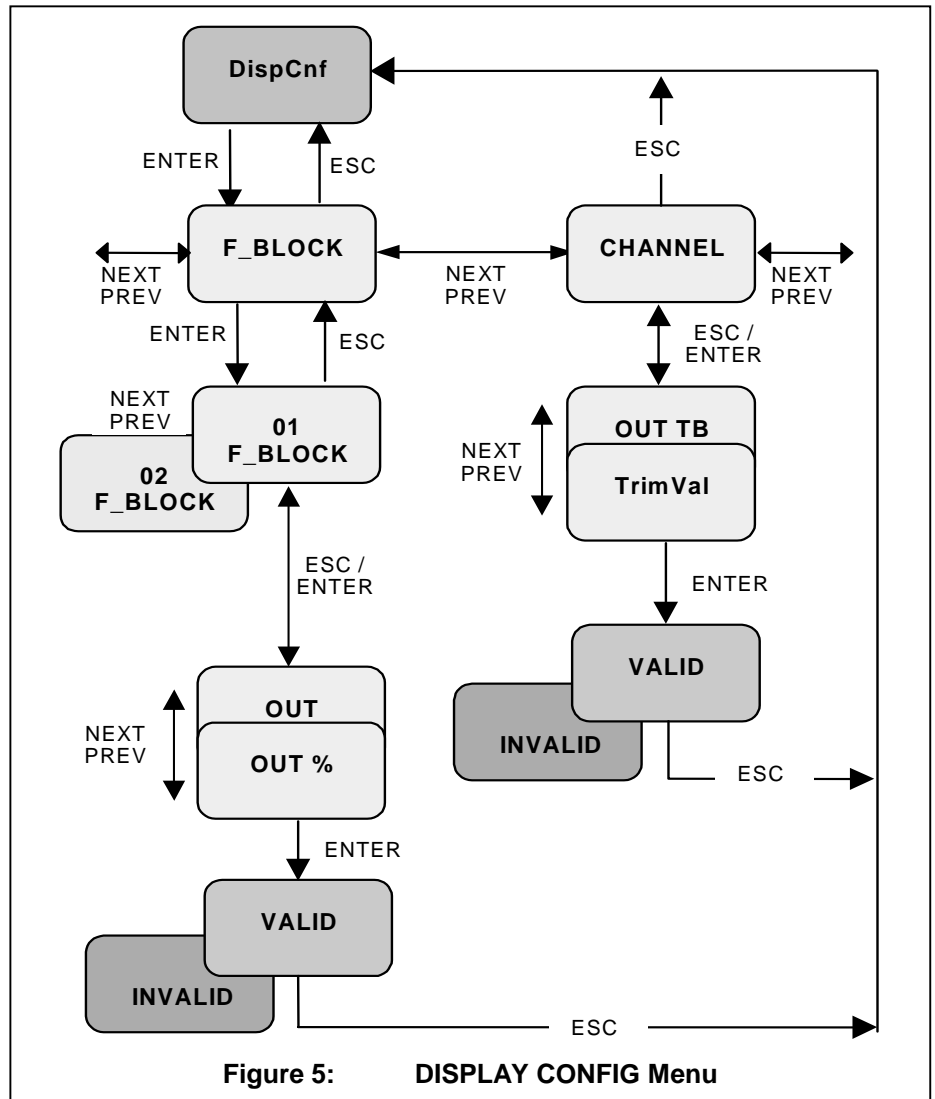 DispCnf
ENTER
ESC
ESC
F_BLOCK
CHANNEL
NEXT
PREV
NEXT
PREV
NEXT
PREV
ENTER
ESC
ESC /
ENTER
NEXT
PREV
01
F_BLOCK
02
F_BLOCK
NEXT
PREV
OUT TB
TrimVal
ESC /
ENTER
ENTER
VALID
INVALID
ESC
NEXT
PREV
OUT
OUT %
ENTER
VALID
INVALID
ESC
Figure 5: DISPLAY CONFIG Menu